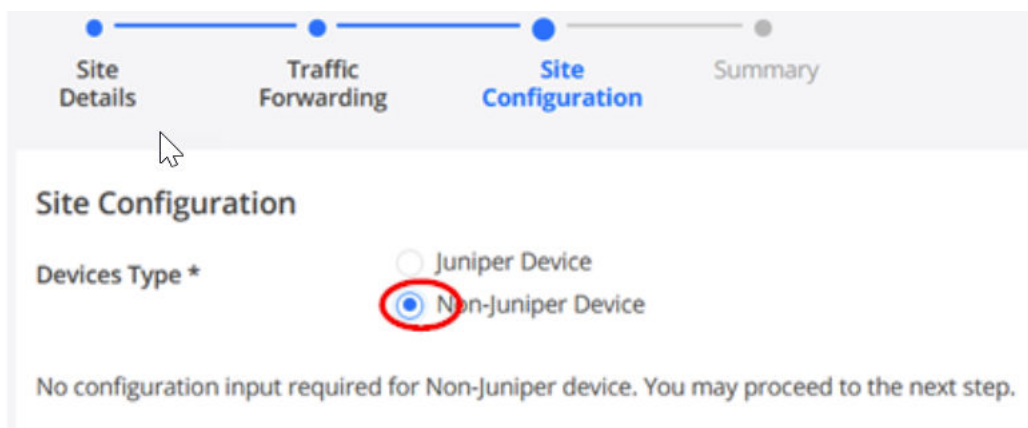 Site Details
Traffic Forwarding
Site Configuration
Summary
Site Configuration
Devices Type *
Juniper Device
Non-Juniper Device
No configuration input required for Non-Juniper device. You may proceed to the next step.